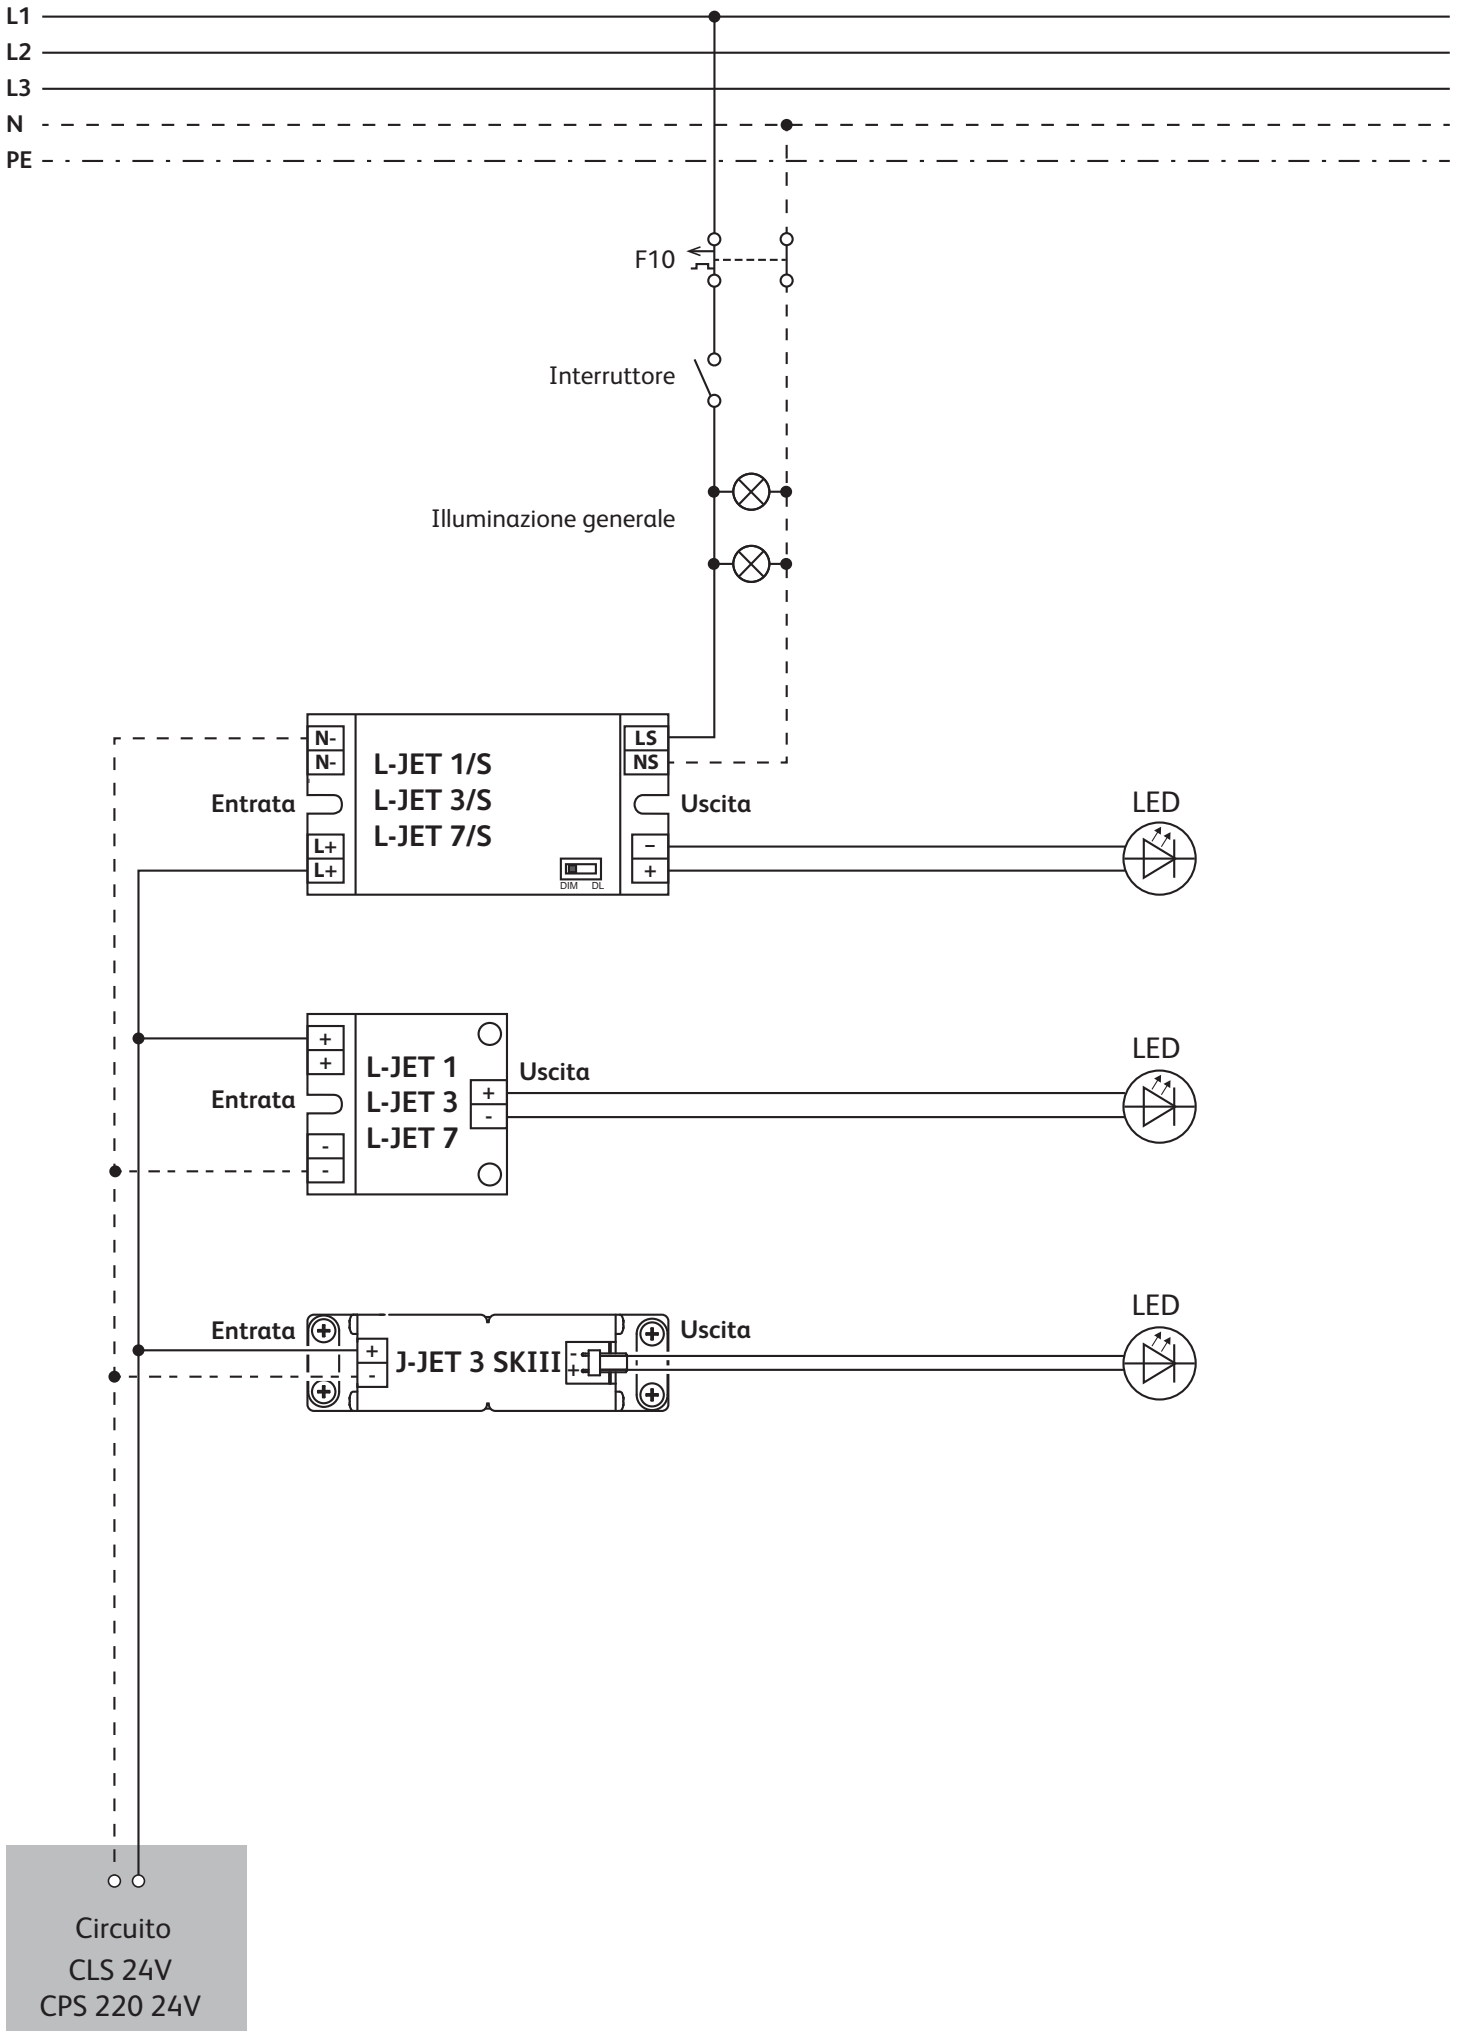 L1
L2
L3
N
PE
F10
Interruttore
Illuminazione generale
N-
N-
L-JET 1/S
L-JET 3/S
L-JET 7/S
LS
NS
Entrata
Uscita
LED
L+
L+
DIM DL
–
+
+
+
L-JET 1
L-JET 3
L-JET 7
Entrata
Uscita
LED
+
-
-
-
Entrata
Uscita
LED
+
-
J-JET 3 SKIII
-
+
Circuito
CLS 24V
CPS 220 24V